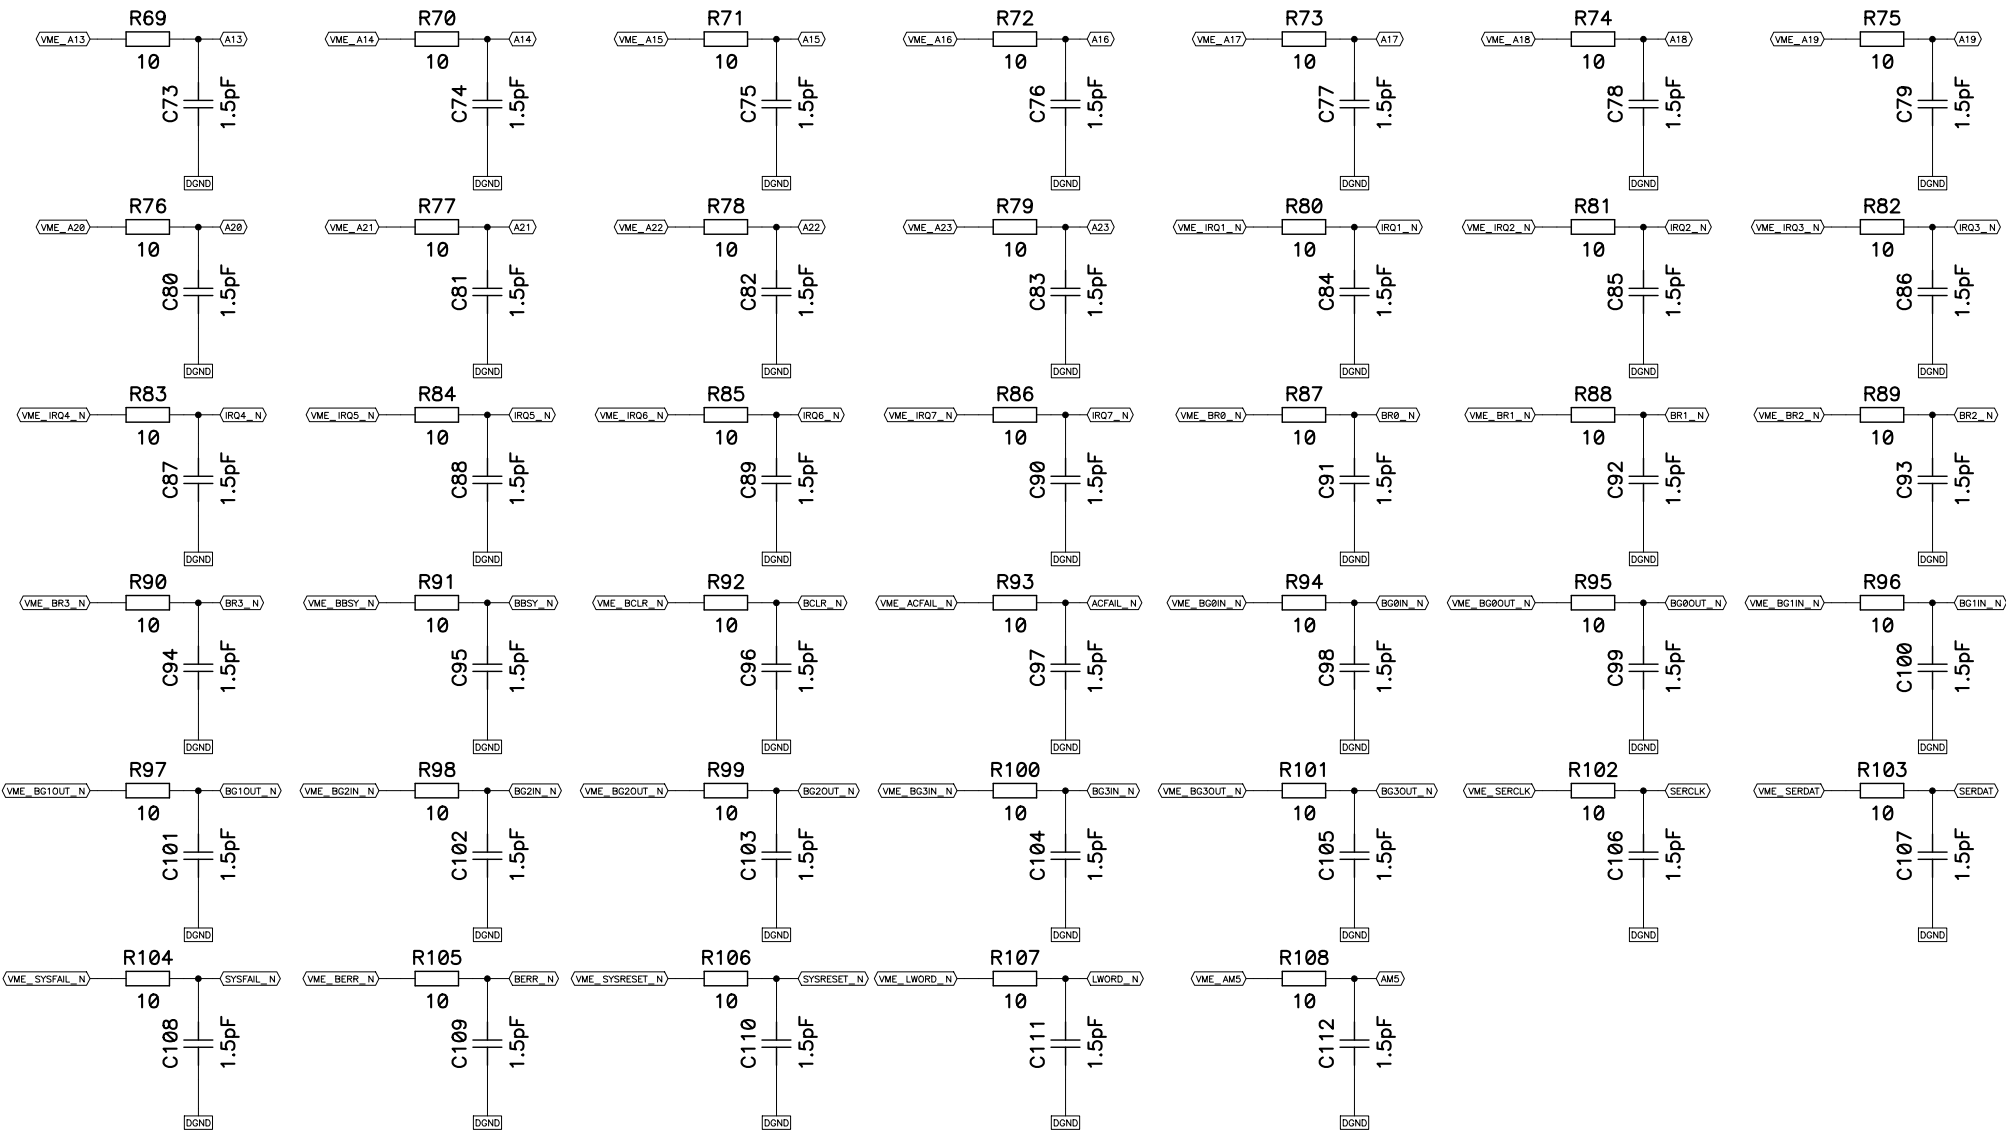 R69 R70 R71 R72 R73 R74 R75
VME_A13 A13 VME_A14 A14 VME_A15 A15 VME_A16 A16 VME_A17 A17 VME_A18 A18 VME_A19 A19
10 10 10 10 10 10 10
C73 1.5pF C74 1.5pF C75 1.5pF C76 1.5pF C77 1.5pF C78 1.5pF C79 1.5pF
DGND DGND DGND DGND DGND DGND DGND
R76 R77 R78 R79 R80 R81 R82
VME_A20 A20 VME_A21 A21 VME_A22 A22 VME_A23 A23 VME_IRQ1_N IRQ1_N VME_IRQ2_N IRQ2_N VME_IRQ3_N IRQ3_N
10 10 10 10 10 10 10
C80 1.5pF C81 1.5pF C82 1.5pF C83 1.5pF C84 1.5pF C85 1.5pF C86 1.5pF
DGND DGND DGND DGND DGND DGND DGND
R83 R84 R85 R86 R87 R88 R89
VME_IRQ4_N IRQ4_N VME_IRQ5_N IRQ5_N VME_IRQ6_N IRQ6_N VME_IRQ7_N IRQ7_N VME_BR0_N BR0_N VME_BR1_N BR1_N VME_BR2_N BR2_N
10 10 10 10 10 10 10
C87 1.5pF C88 1.5pF C89 1.5pF C90 1.5pF C91 1.5pF C92 1.5pF C93 1.5pF
DGND DGND DGND DGND DGND DGND DGND
R90 R91 R92 R93 R94 R95 R96
VME_BR3_N BR3_N VME_BBSY_N BBSY_N VME_BCLR_N BCLR_N VME_ACFAIL_N ACFAIL_N VME_BG0IN_N BG0IN_N VME_BG0OUT_N BG0OUT_N VME_BG1IN_N BG1IN_N
10 10 10 10 10 10 10
C94 1.5pF C95 1.5pF C96 1.5pF C97 1.5pF C98 1.5pF C99 1.5pF C100 1.5pF
DGND DGND DGND DGND DGND DGND DGND
R97 R98 R99 R100 R101 R102 R103
VME_BG1OUT_N BG1OUT_N VME_BG2IN_N BG2IN_N VME_BG2OUT_N BG2OUT_N VME_BG3IN_N BG3IN_N VME_BG3OUT_N BG3OUT_N VME_SERCLK SERCLK VME_SERDAT SERDAT
10 10 10 10 10 10 10
C101 1.5pF C102 1.5pF C103 1.5pF C104 1.5pF C105 1.5pF C106 1.5pF C107 1.5pF
DGND DGND DGND DGND DGND DGND DGND
R104 R105 R106 R107 R108
VME_SYSFAIL_N SYSFAIL_N VME_BERR_N BERR_N VME_SYSRESET_N SYSRESET_N VME_LWORD_N LWORD_N VME_AM5 AM5
10 10 10 10 10
C108 1.5pF C109 1.5pF C110 1.5pF C111 1.5pF C112 1.5pF
DGND DGND DGND DGND DGND